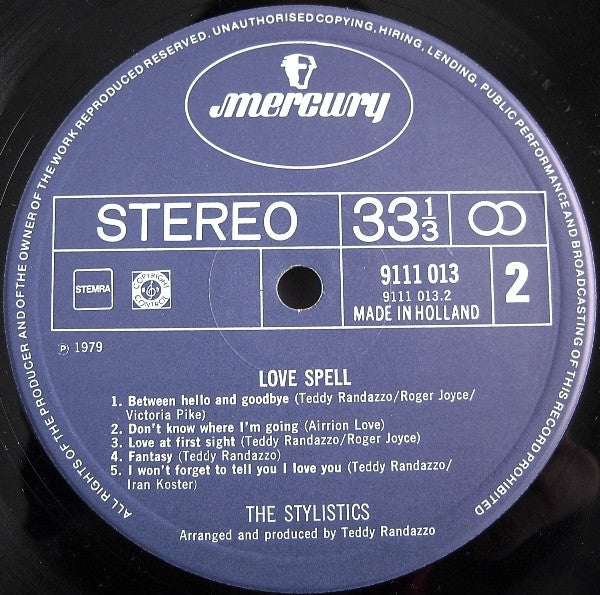 ALL RIGHTS OF THE PRODUCER AND OF THE OWNER OF THE WORK REPRODUCED RESERVED. UNAUTHORISED COPYING, HIRING, LENDING, PUBLIC PERFORMANCE AND BROADCASTING OF THIS RECORD PROHIBITED
mercury
STEREO 33 1/3
STEMRA COPYRIGHT CONTROL 9111 013 2
9111 013.2
MADE IN HOLLAND
Ⓟ 1979
LOVE SPELL
1. Between hello and goodbye (Teddy Randazzo/Roger Joyce/
Victoria Pike)
2. Don't know where I'm going (Airrion Love)
3. Love at first sight (Teddy Randazzo/Roger Joyce)
4. Fantasy (Teddy Randazzo)
5. I won't forget to tell you I love you (Teddy Randazzo/
Iran Koster)
THE STYLISTICS
Arranged and produced by Teddy Randazzo